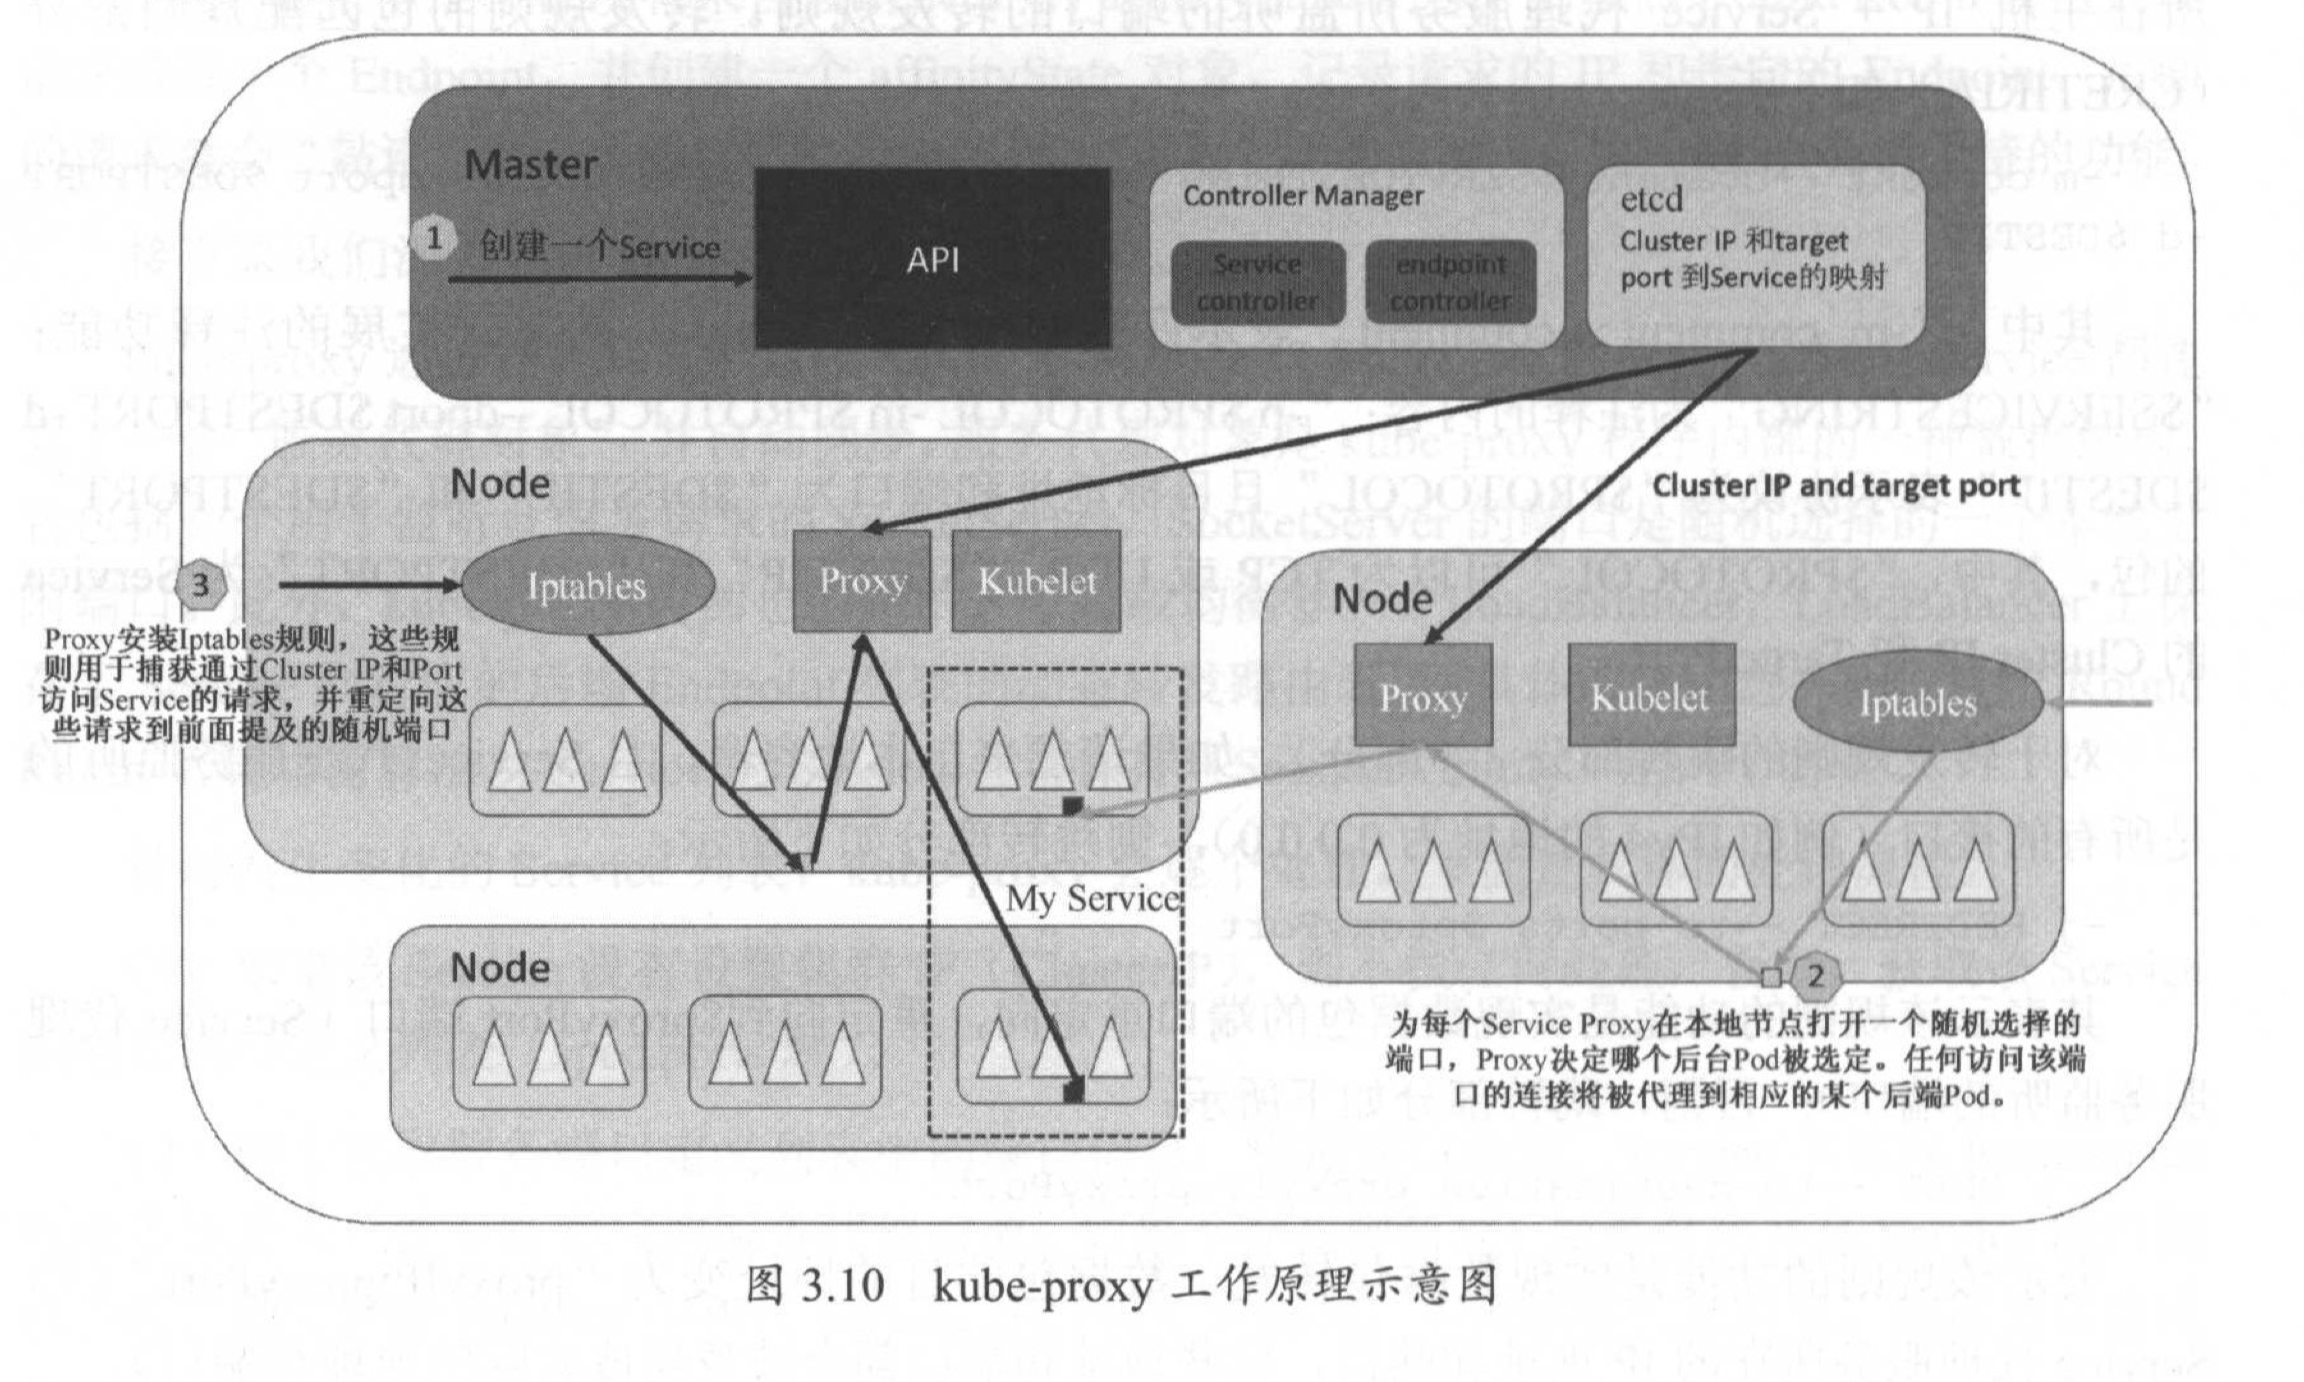 Master
1
创建一个Service
API
Controller Manager
Service
controller
endpoint
controller
etcd
Cluster IP 和target
port 到Service的映射
Node
Iptables
Proxy
Kubelet
Cluster IP and target port
3
Proxy安装Iptables规则，这些规
则用于捕获通过Cluster IP和Port
访问Service的请求，并重定向这
些请求到前面提及的随机端口
Node
Proxy
Kubelet
Iptables
My Service
Node
2
为每个Service Proxy在本地节点打开一个随机选择的
端口，Proxy决定哪个后台Pod被选定。任何访问该端
口的连接将被代理到相应的某个后端Pod。
图 3.10 kube-proxy 工作原理示意图